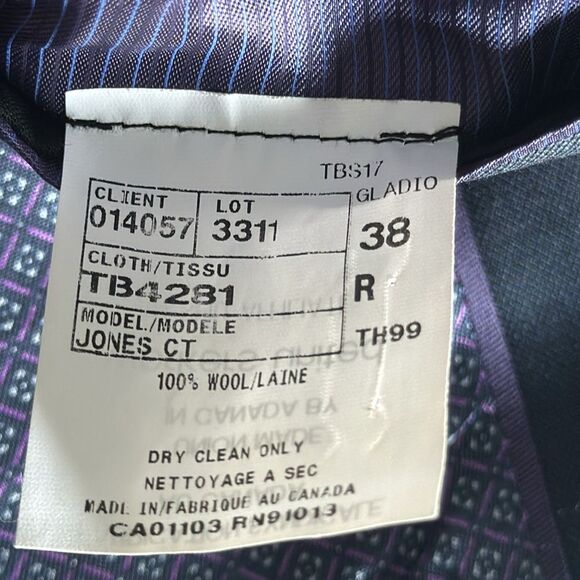 TBS17
GLADIO
CLIENT LOT
014057 3311 38
CLOTH/TISSU
TB4281 R
MODEL/MODELE
JONES CT TH99
100% WOOL/LAINE
DRY CLEAN ONLY
NETTOYAGE A SEC
MADE IN/FABRIQUE AU CANADA
CA01103 RN91013